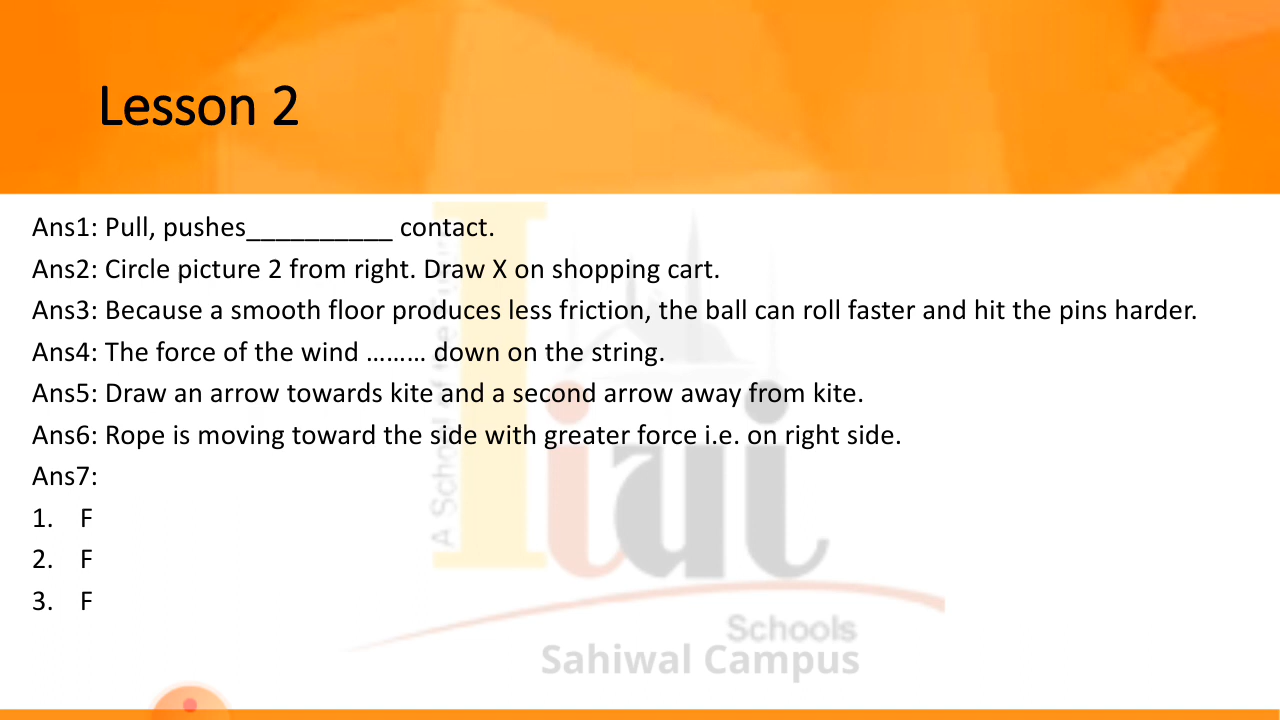 Lesson 2
Ans1: Pull, pushes__________ contact.
Ans2: Circle picture 2 from right. Draw X on shopping cart.
Ans3: Because a smooth floor produces less friction, the ball can roll faster and hit the pins harder.
Ans4: The force of the wind ……… down on the string.
Ans5: Draw an arrow towards kite and a second arrow away from kite.
Ans6: Rope is moving toward the side with greater force i.e. on right side.
Ans7:
1. F
2. F
3. F
A School of the
Schools
Sahiwal Campus